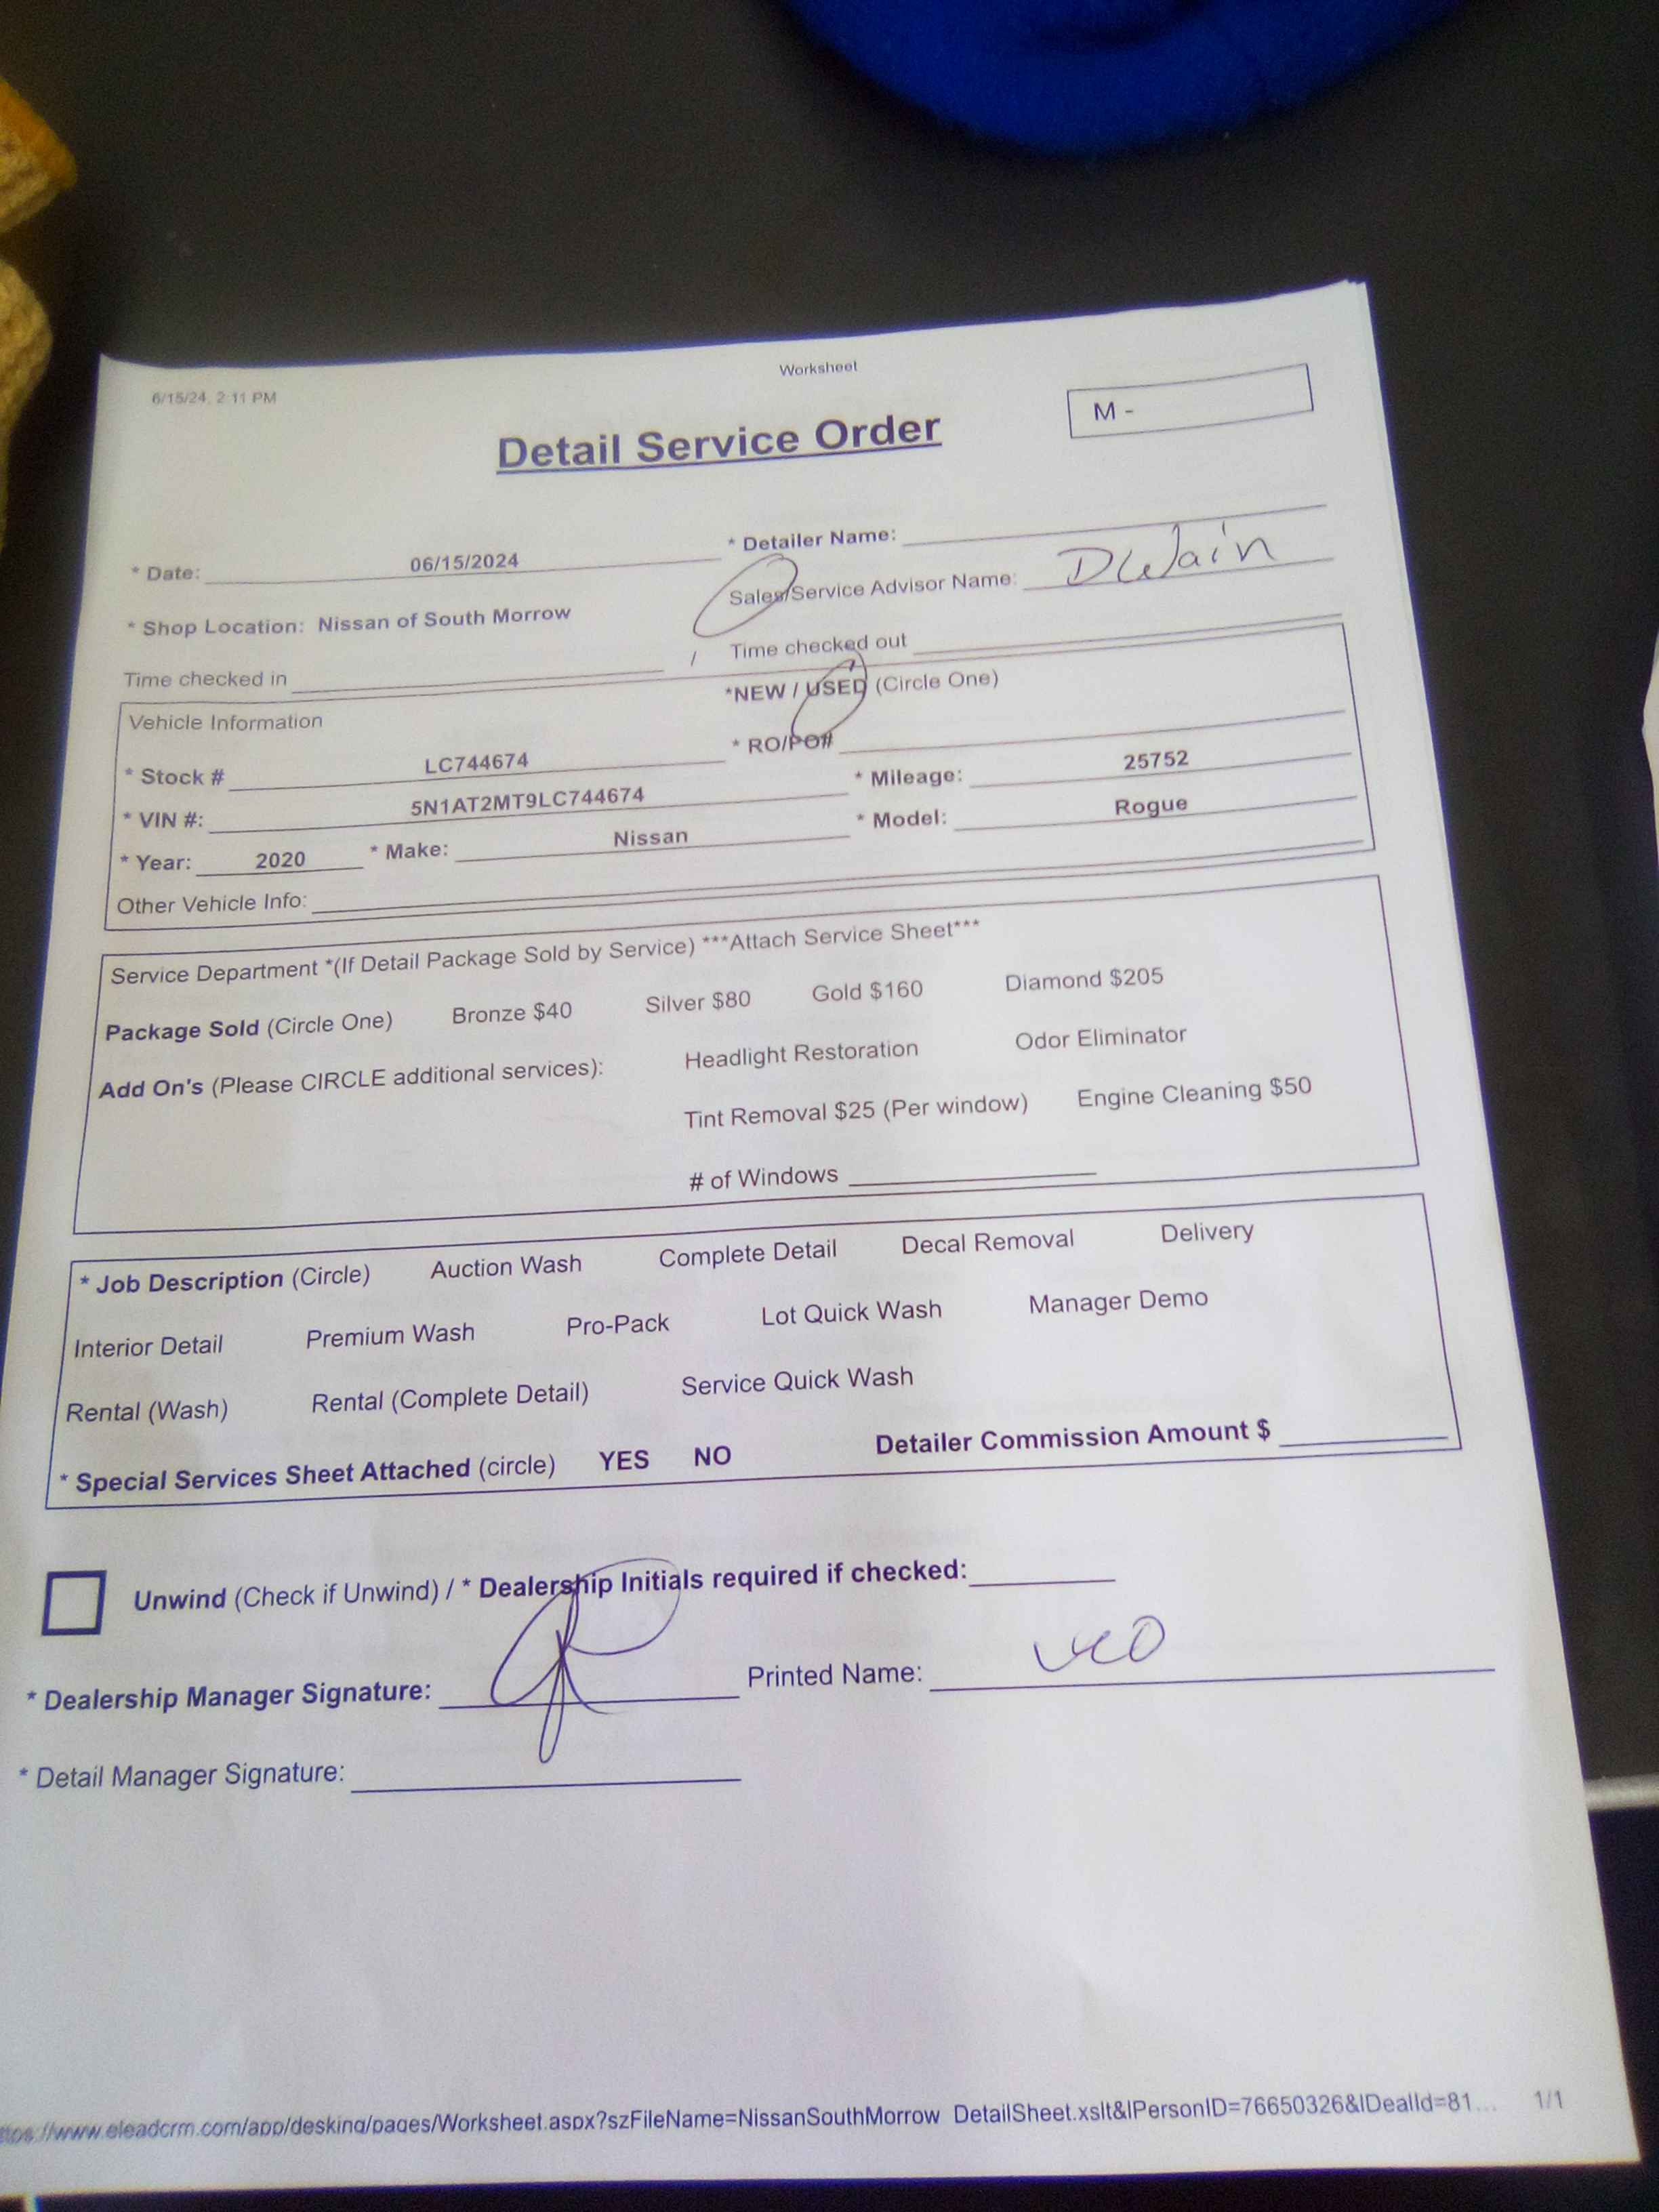 Worksheet
6/15/24, 2:11 PM
M -
Detail Service Order
* Date: 06/15/2024 * Detailer Name:
* Shop Location: Nissan of South Morrow Sales/Service Advisor Name: DWain
Time checked in / Time checked out
Vehicle Information *NEW / USED (Circle One)
* Stock # LC744674 * RO/PO#
* VIN #: 5N1AT2MT9LC744674 * Mileage: 25752
* Year: 2020 * Make: Nissan * Model: Rogue
Other Vehicle Info:
Service Department *(If Detail Package Sold by Service) ***Attach Service Sheet***
Package Sold (Circle One) Bronze $40 Silver $80 Gold $160 Diamond $205
Add On's (Please CIRCLE additional services): Headlight Restoration Odor Eliminator
Tint Removal $25 (Per window) Engine Cleaning $50
# of Windows
* Job Description (Circle) Auction Wash Complete Detail Decal Removal Delivery
Interior Detail Premium Wash Pro-Pack Lot Quick Wash Manager Demo
Rental (Wash) Rental (Complete Detail) Service Quick Wash
* Special Services Sheet Attached (circle) YES NO Detailer Commission Amount $
Unwind (Check if Unwind) / * Dealership Initials required if checked:
* Dealership Manager Signature: Printed Name:
* Detail Manager Signature:
www.eleadcrm.com/app/desking/pages/Worksheet.aspx?szFileName=NissanSouthMorrow DetailSheet.xslt&lPersonID=76650326&lDealId=81... 1/1